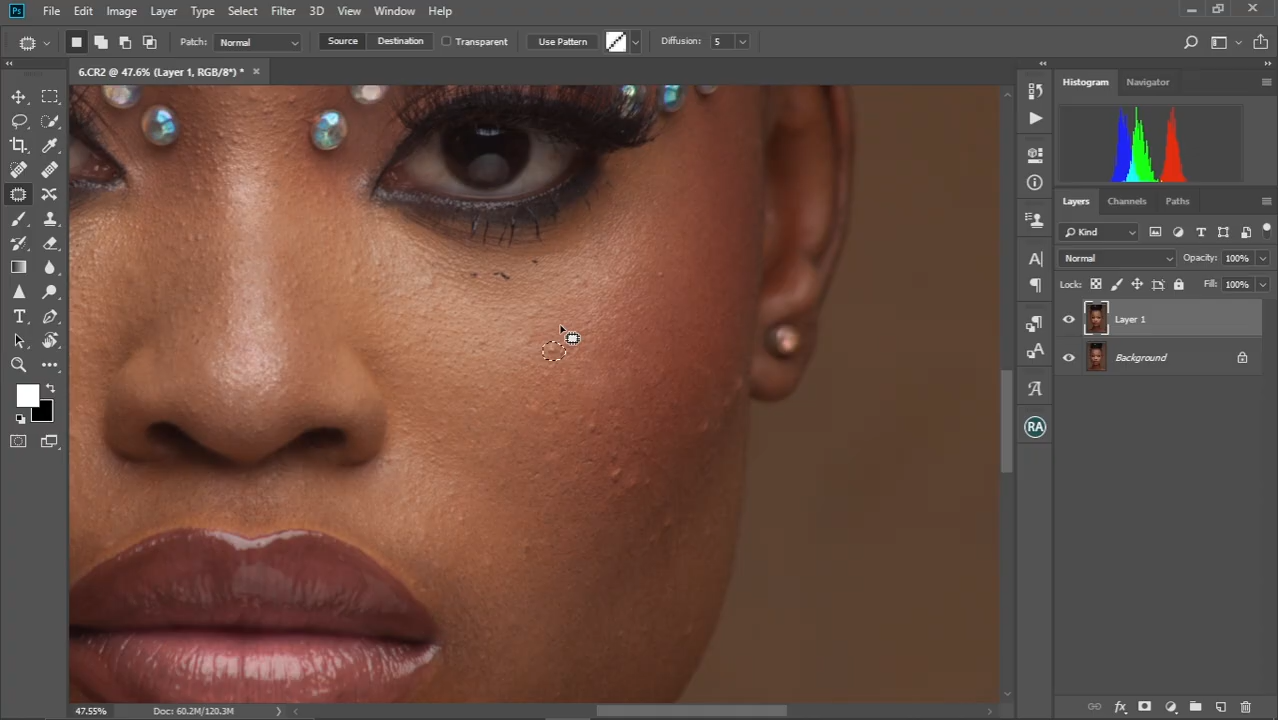 Ps File Edit Image Layer Type Select Filter 3D View Window Help
Patch: Normal Source Destination Transparent Use Pattern Diffusion: 5
6.CR2 @ 47.6% (Layer 1, RGB/8*) *
Histogram Navigator
Layers Channels Paths
Kind
Normal Opacity: 100%
Lock: Fill: 100%
Layer 1
Background
RA
47.55% Doc: 60.2M/120.3M